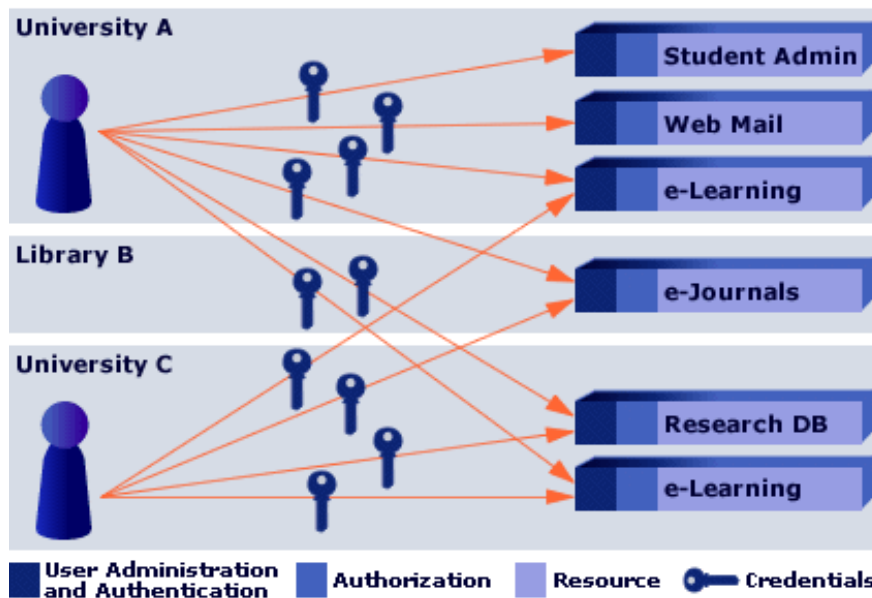 University A
Student Admin
Web Mail
e-Learning
Library B
e-Journals
University C
Research DB
e-Learning
User Administration
and Authentication
Authorization
Resource
Credentials